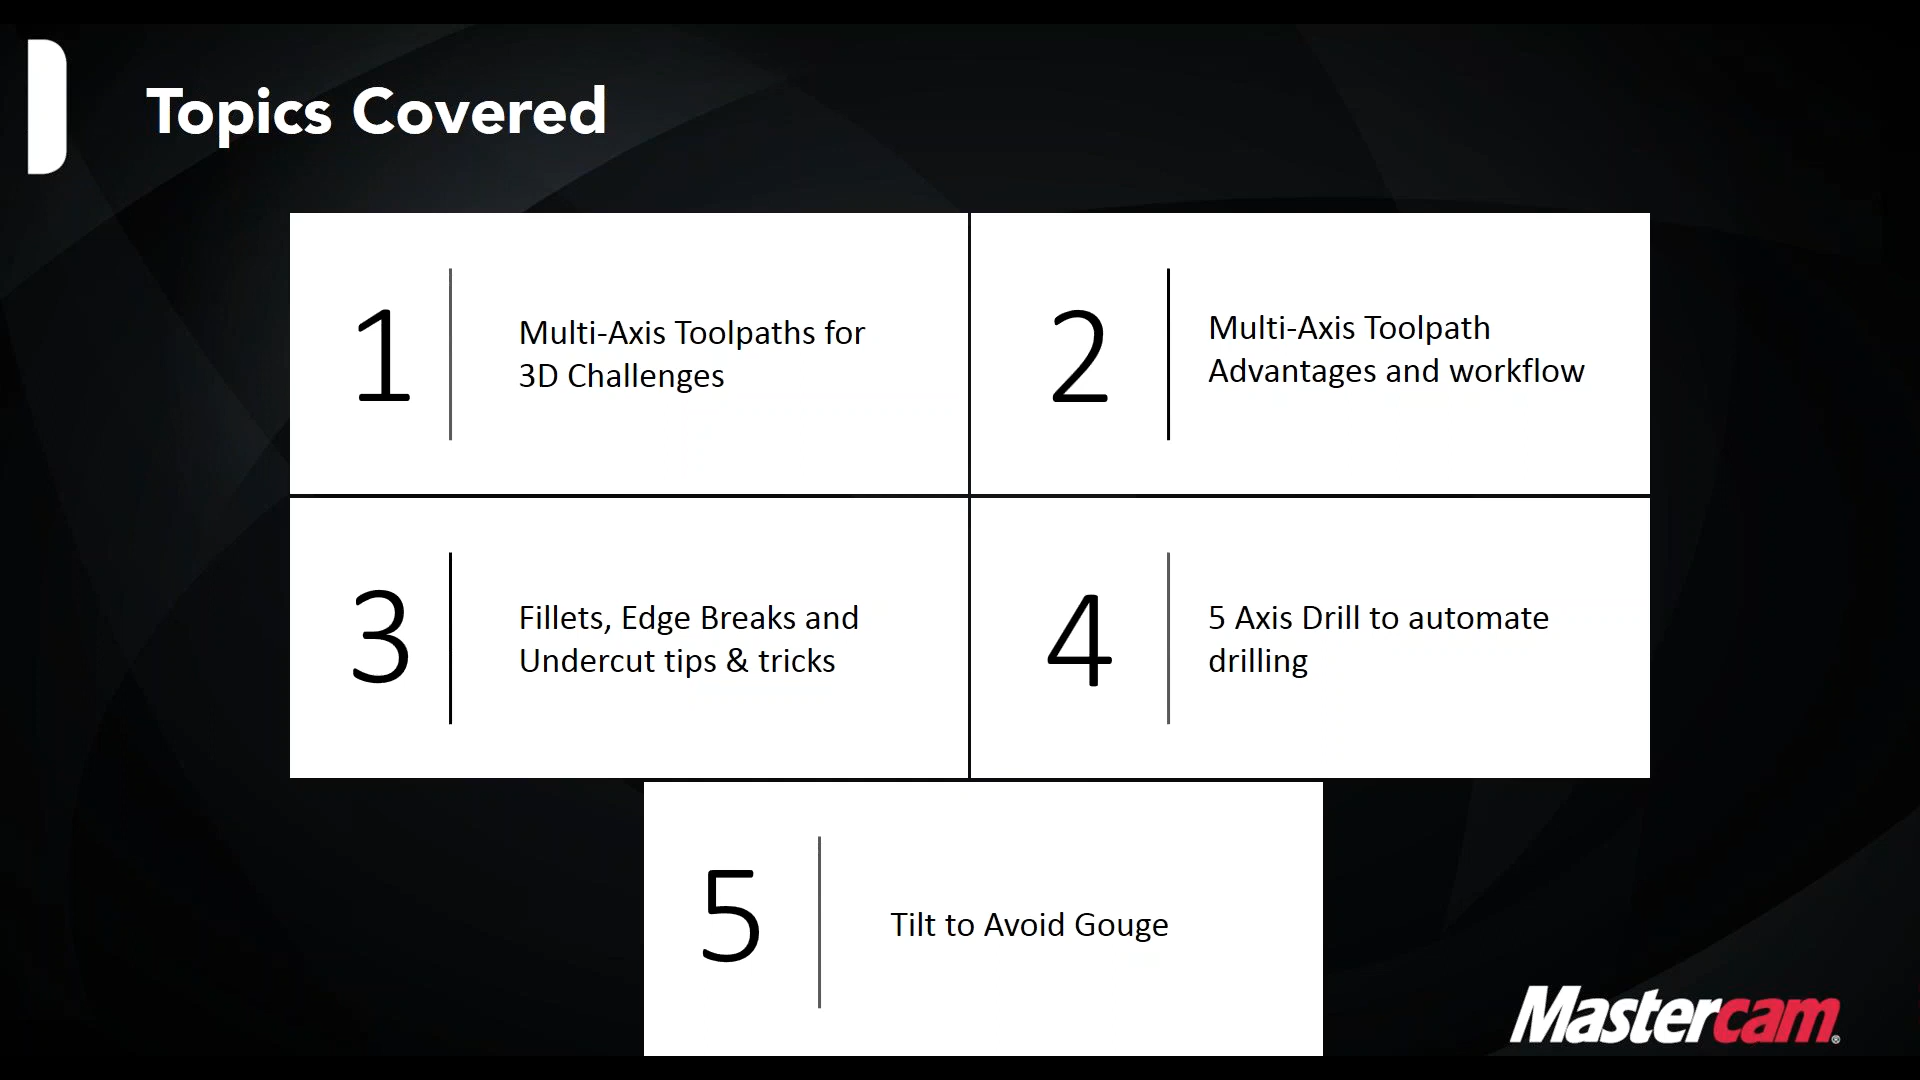 Topics Covered
1
Multi-Axis Toolpaths for
3D Challenges
2
Multi-Axis Toolpath
Advantages and workflow
3
Fillets, Edge Breaks and
Undercut tips & tricks
4
5 Axis Drill to automate
drilling
5
Tilt to Avoid Gouge
Mastercam®